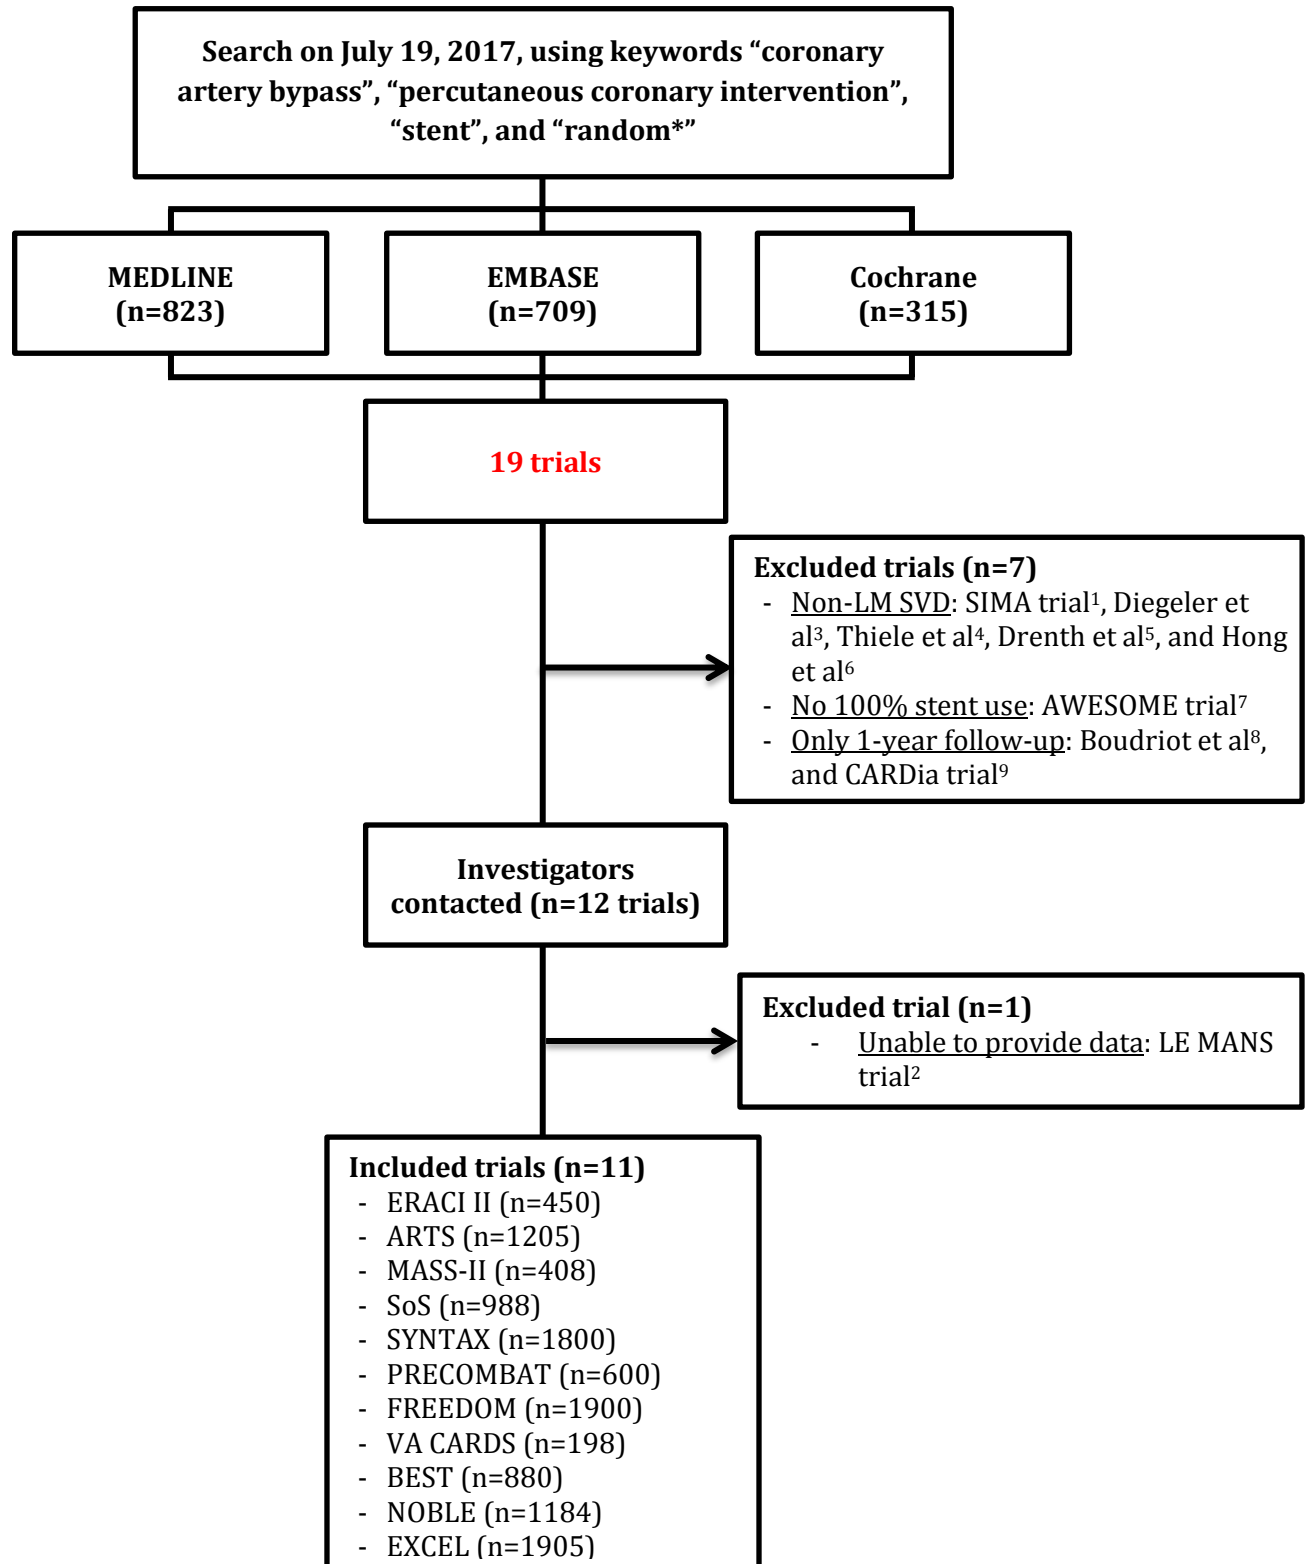 Search on July 19, 2017, using keywords “coronary
artery bypass”, “percutaneous coronary intervention”,
“stent”, and “random*”
MEDLINE
(n=823)
EMBASE
(n=709)
Cochrane
(n=315)
19 trials
Excluded trials (n=7)
- Non-LM SVD: SIMA trial¹, Diegeler et
al³, Thiele et al⁴, Drenth et al⁵, and Hong
et al⁶
- No 100% stent use: AWESOME trial⁷
- Only 1-year follow-up: Boudriot et al⁸,
and CARDia trial⁹
Investigators
contacted (n=12 trials)
Excluded trial (n=1)
- Unable to provide data: LE MANS
trial²
Included trials (n=11)
- ERACI II (n=450)
- ARTS (n=1205)
- MASS-II (n=408)
- SoS (n=988)
- SYNTAX (n=1800)
- PRECOMBAT (n=600)
- FREEDOM (n=1900)
- VA CARDS (n=198)
- BEST (n=880)
- NOBLE (n=1184)
- EXCEL (n=1905)